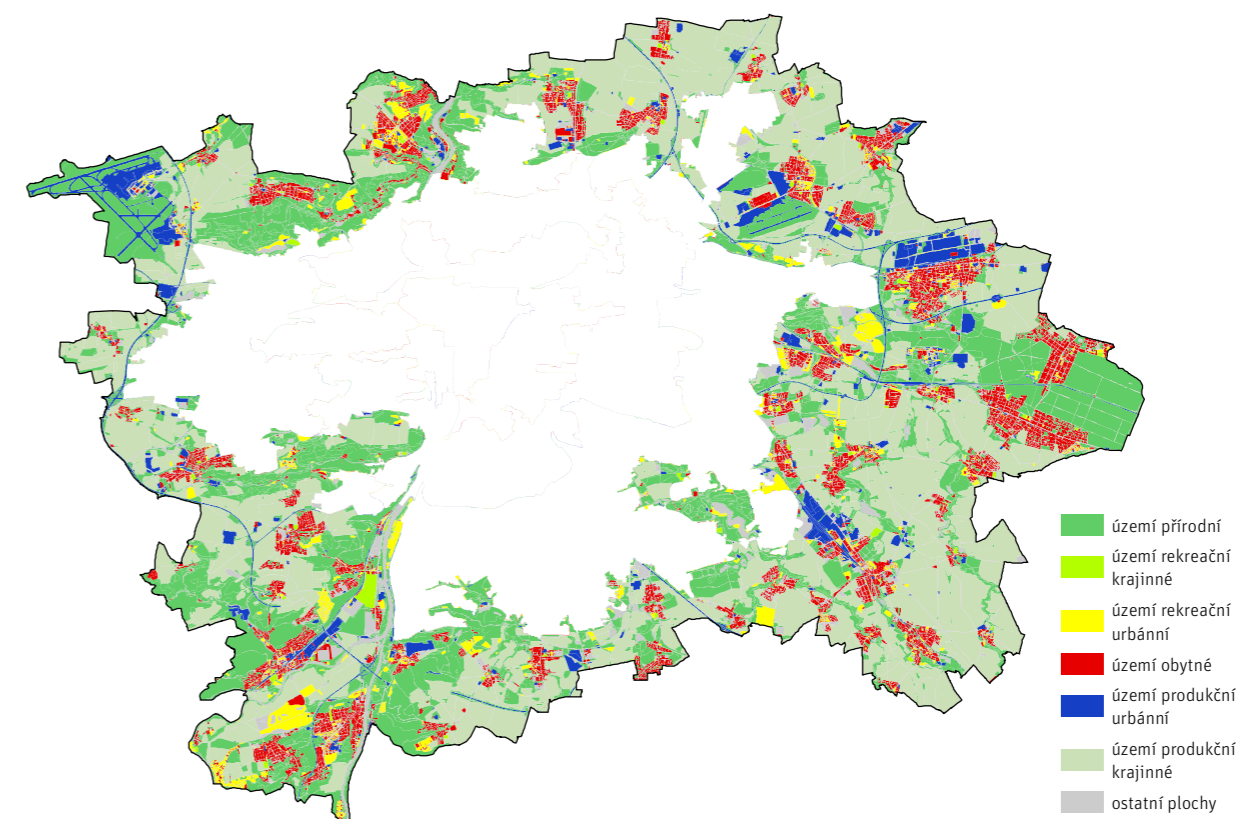 území přírodní
území rekreační
krajinné
území rekreační
urbánní
území obytné
území produkční
urbánní
území produkční
krajinné
ostatní plochy